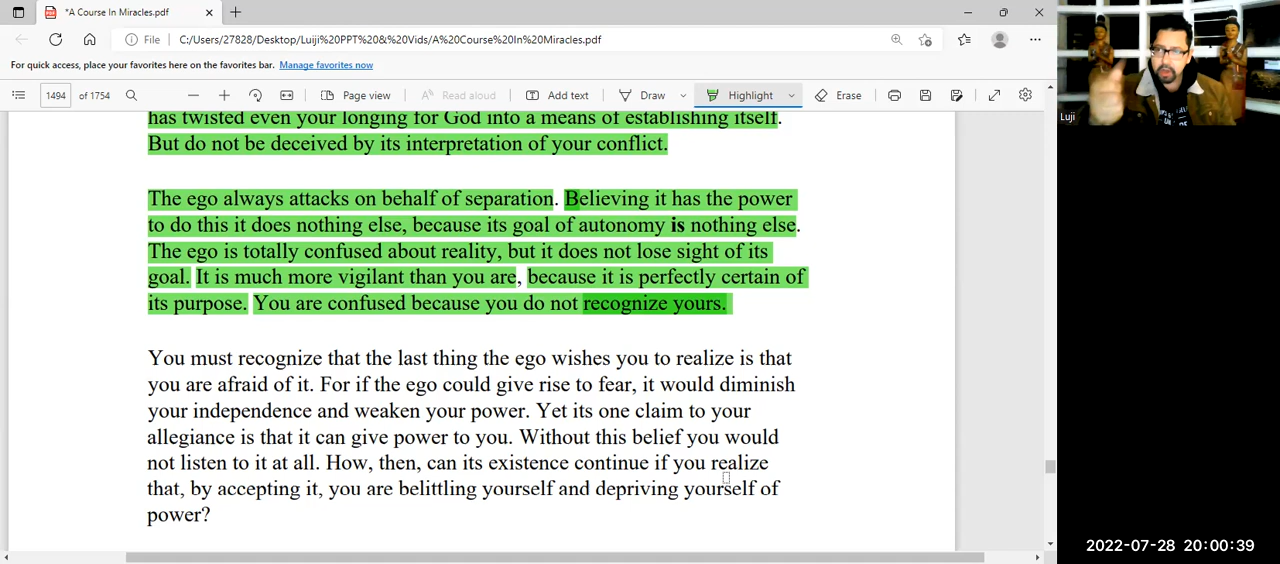 *A Course In Miracles.pdf
File
C:/Users/27828/Desktop/Luiji%20PPT%20&%20Vids/A%20Course%20In%20Miracles.pdf
For quick access, place your favorites here on the favorites bar. Manage favorites now
1494 of 1754
Page view
Read aloud
Add text
Draw
Highlight
Erase
has twisted even your longing for God into a means of establishing itself.
But do not be deceived by its interpretation of your conflict.
The ego always attacks on behalf of separation. Believing it has the power
to do this it does nothing else, because its goal of autonomy is nothing else.
The ego is totally confused about reality, but it does not lose sight of its
goal. It is much more vigilant than you are, because it is perfectly certain of
its purpose. You are confused because you do not recognize yours.
You must recognize that the last thing the ego wishes you to realize is that
you are afraid of it. For if the ego could give rise to fear, it would diminish
your independence and weaken your power. Yet its one claim to your
allegiance is that it can give power to you. Without this belief you would
not listen to it at all. How, then, can its existence continue if you realize
that, by accepting it, you are belittling yourself and depriving yourself of
power?
Luji
2022-07-28 20:00:39